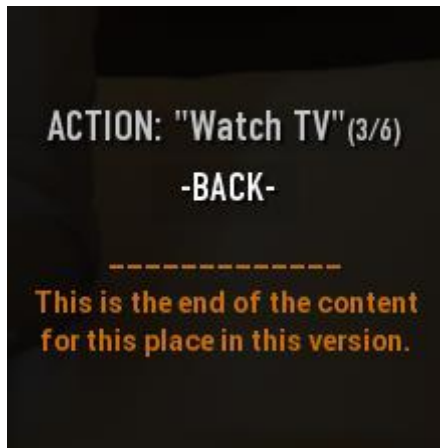 ACTION: "Watch TV"(3/6)
-BACK-
_____________
This is the end of the content
for this place in this version.